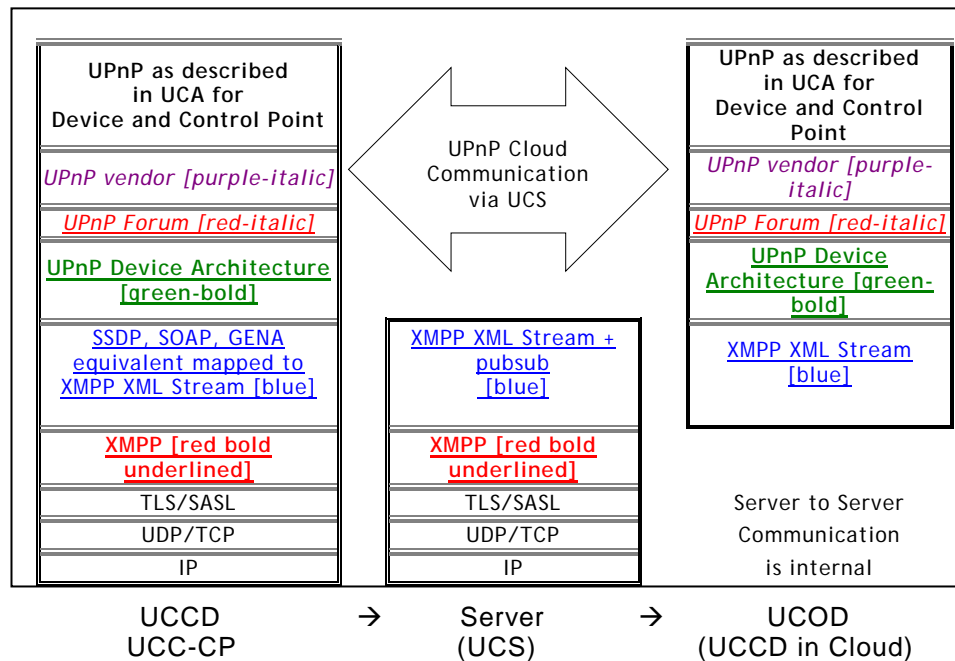 UPnP as described
in UCA for
Device and Control Point
UPnP vendor [purple-italic]
UPnP Forum [red-italic]
UPnP Device Architecture
[green-bold]
SSDP, SOAP, GENA
equivalent mapped to
XMPP XML Stream [blue]
XMPP [red bold
underlined]
TLS/SASL
UDP/TCP
IP
UPnP Cloud
Communication
via UCS
XMPP XML Stream +
pubsub
[blue]
XMPP [red bold
underlined]
TLS/SASL
UDP/TCP
IP
UPnP as described
in UCA for
Device and Control
Point
UPnP vendor [purple-
italic]
UPnP Forum [red-italic]
UPnP Device
Architecture [green-
bold]
XMPP XML Stream
[blue]
Server to Server
Communication
is internal
UCCD → Server → UCOD
UCC-CP (UCS) (UCCD in Cloud)